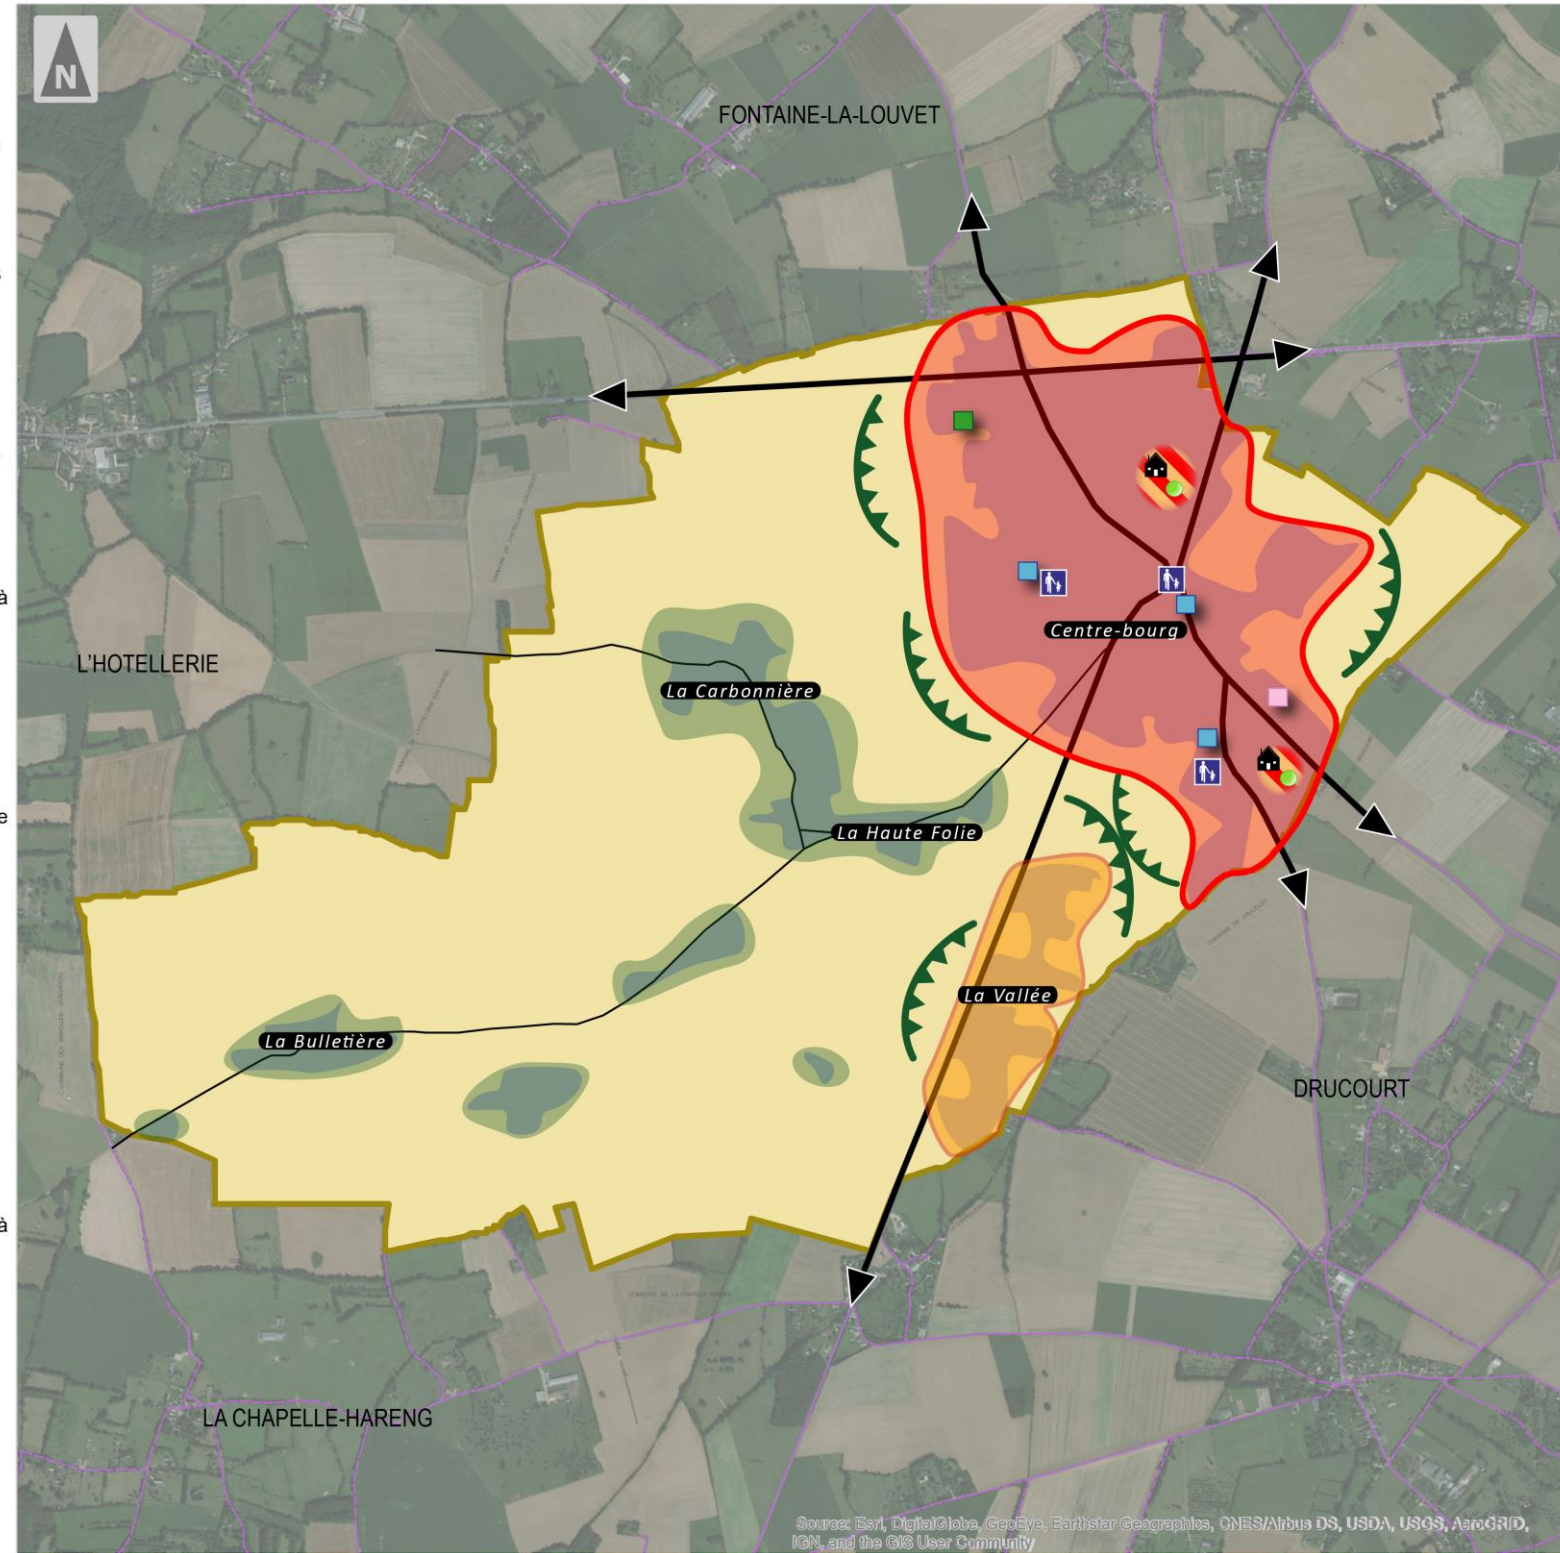 N
FONTAINE-LA-LOUVET
à
Centre-bourg
L'HOTELLERIE
La Carbonnière
e
La Haute Folie
La Vallée
La Bulletière
DRUCOURT
à
LA CHAPELLE-HARENG
Source: Esri, DigitalGlobe, GeoEye, Earthstar Geographics, CNES/Airbus DS, USDA, USGS, AeroGRID,
IGN, and the GIS User Community